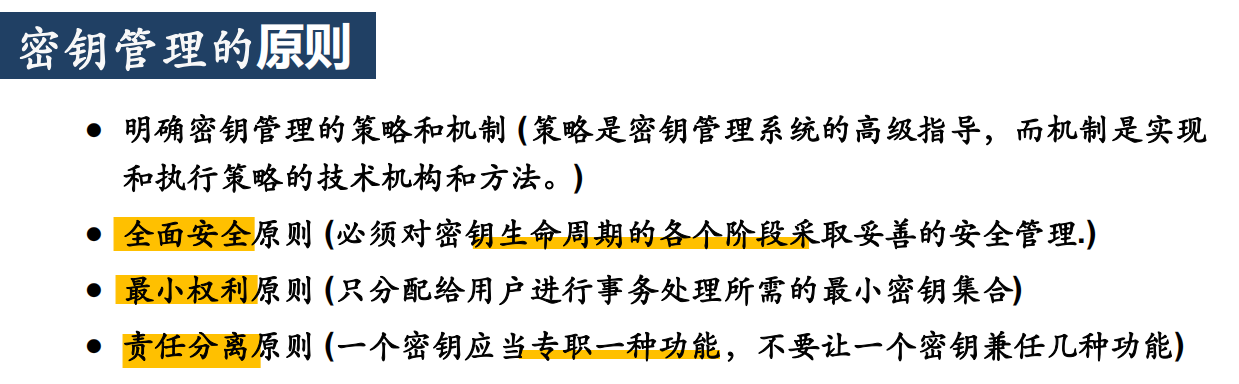 密钥管理的原则
● 明确密钥管理的策略和机制 (策略是密钥管理系统的高级指导，而机制是实现
和执行策略的技术机构和方法。)
● 全面安全原则 (必须对密钥生命周期的各个阶段采取妥善的安全管理.)
● 最小权利原则 (只分配给用户进行事务处理所需的最小密钥集合)
● 责任分离原则 (一个密钥应当专职一种功能，不要让一个密钥兼任几种功能)